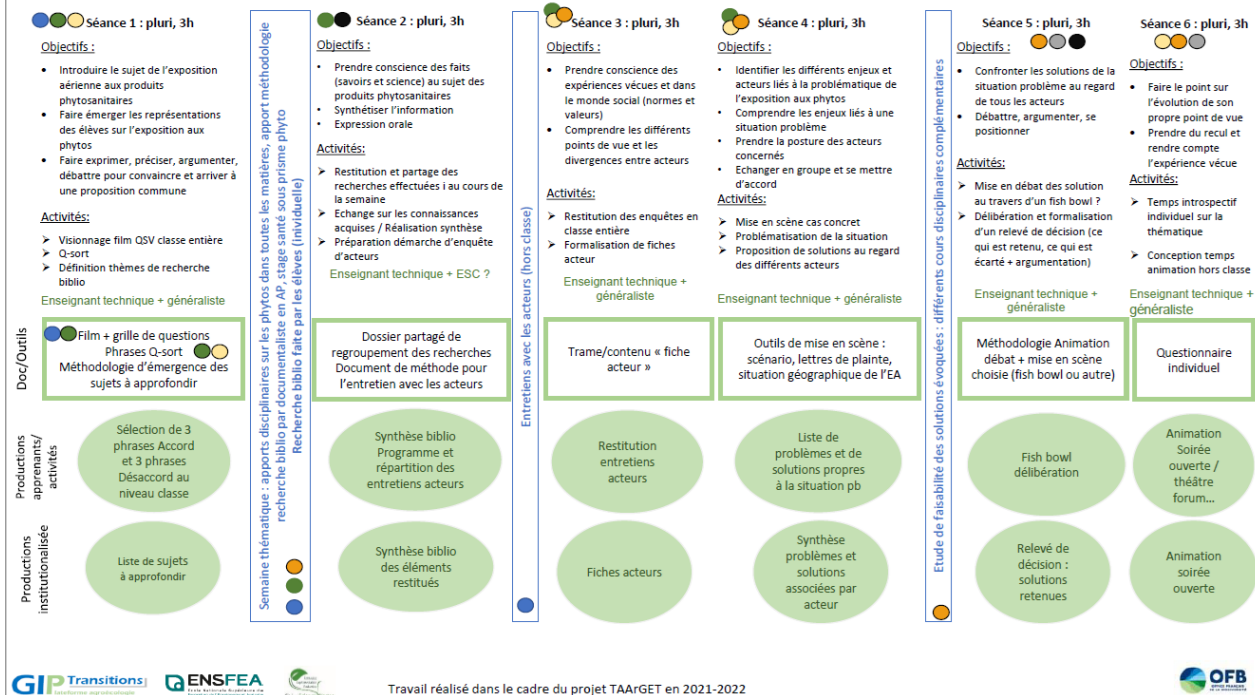 Séance 1 : pluri, 3h
Objectifs :
• Introduire le sujet de l'exposition
aérienne aux produits
phytosanitaires
• Faire émerger les représentations
des élèves sur l'exposition aux
phytos
• Faire exprimer, préciser, argumenter,
débattre pour convaincre et arriver à
une proposition commune
Activités:
➢ Visionnage film QSV classe entière
➢ Q-sort
➢ Définition thèmes de recherche
biblio
Enseignant technique + généraliste
Semaine thématique : apports disciplinaires sur les phytos dans toutes les matières, apport méthodologie
recherche biblio par documentaliste en AP, stage santé sous prisme phyto
Recherche biblio faite par les élèves (inividuelle)
Séance 2 : pluri, 3h
Objectifs :
• Prendre conscience des faits
(savoirs et science) au sujet des
produits phytosanitaires
• Synthétiser l'information
• Expression orale
Activités:
➢ Restitution et partage des
recherches effectuées i au cours de
la semaine
➢ Echange sur les connaissances
acquises / Réalisation synthèse
➢ Préparation démarche d'enquête
d'acteurs
Enseignant technique + ESC ?
Entretiens avec les acteurs (hors classe)
Séance 3 : pluri, 3h
Objectifs :
• Prendre conscience des
expériences vécues et dans
le monde social (normes et
valeurs)
• Comprendre les différents
points de vue et les
divergences entre acteurs
Activités:
➢ Restitution des enquêtes en
classe entière
➢ Formalisation de fiches
acteur
Enseignant technique +
généraliste
Séance 4 : pluri, 3h
Objectifs :
• Identifier les différents enjeux et
acteurs liés à la problématique de
l'exposition aux phytos
• Comprendre les enjeux liés à une
situation problème
• Prendre la posture des acteurs
concernés
• Echanger en groupe et se mettre
d'accord
Activités:
➢ Mise en scène cas concret
➢ Problématisation de la situation
➢ Proposition de solutions au regard
des différents acteurs
Enseignant technique + généraliste
Etude de faisabilité des solutions évoquées : différents cours disciplinaires complémentaires
Séance 5 : pluri, 3h
Objectifs :
• Confronter les solutions de la
situation problème au regard
de tous les acteurs
• Débattre, argumenter, se
positionner
Activités:
➢ Mise en débat des solution
au travers d'un fish bowl ?
➢ Délibération et formalisation
d'un relevé de décision (ce
qui est retenu, ce qui est
écarté + argumentation)
Enseignant technique +
généraliste
Séance 6 : pluri, 3h
Objectifs :
• Faire le point sur
l'évolution de son
propre point de vue
• Prendre du recul et
rendre compte
l'expérience vécue
Activités:
➢ Temps introspectif
individuel sur la
thématique
➢ Conception temps
animation hors classe
Enseignant technique +
généraliste
Doc/Outils
Film + grille de questions
Phrases Q-sort
Méthodologie d'émergence des
sujets à approfondir
Dossier partagé de
regroupement des recherches
Document de méthode pour
l'entretien avec les acteurs
Trame/contenu « fiche
acteur »
Outils de mise en scène :
scénario, lettres de plainte,
situation géographique de l'EA
Méthodologie Animation
débat + mise en scène
choisie (fish bowl ou autre)
Questionnaire
individuel
Productions
apprenants/
activités
Sélection de 3
phrases Accord
et 3 phrases
Désaccord au
niveau classe
Synthèse biblio
Programme et
répartition des
entretiens acteurs
Restitution
entretiens
acteurs
Liste de
problèmes et de
solutions propres
à la situation pb
Fish bowl
délibération
Animation
Soirée
ouverte /
théâtre
forum...
Productions
institutionalisée
Liste de sujets
à approfondir
Synthèse biblio
des éléments
restitués
Fiches acteurs
Synthèse
problèmes et
solutions
associées par
acteur
Relevé de
décision :
solutions
retenues
Animation
soirée
ouverte
GIP Transitions
ENSFEA
Travail réalisé dans le cadre du projet TAArGET en 2021-2022
OFB